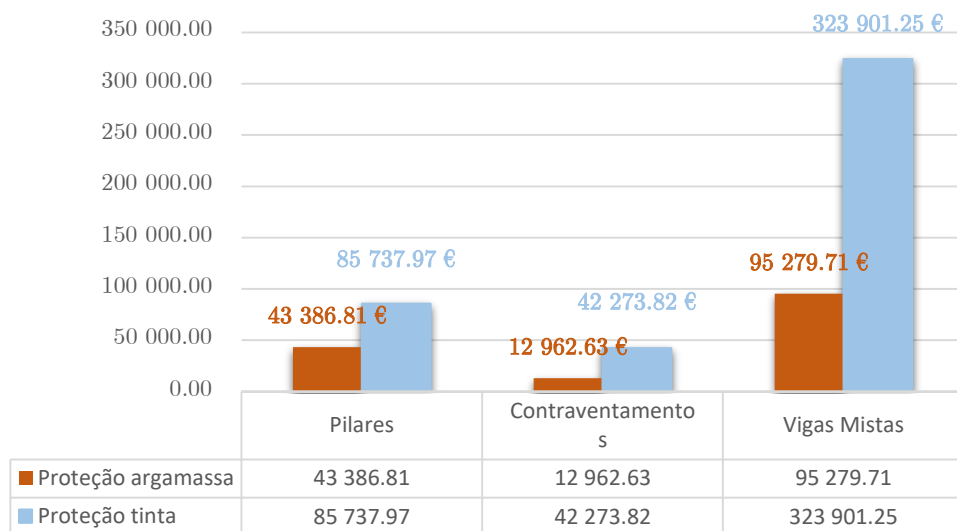 350 000.00
323 901.25 €
300 000.00
250 000.00
200 000.00
150 000.00
85 737.97 €
95 279.71 €
100 000.00
43 386.81 €
42 273.82 €
50 000.00
12 962.63 €
0.00
Pilares
Contraventamento
s
Vigas Mistas
Proteção argamassa 43 386.81 12 962.63 95 279.71
Proteção tinta 85 737.97 42 273.82 323 901.25